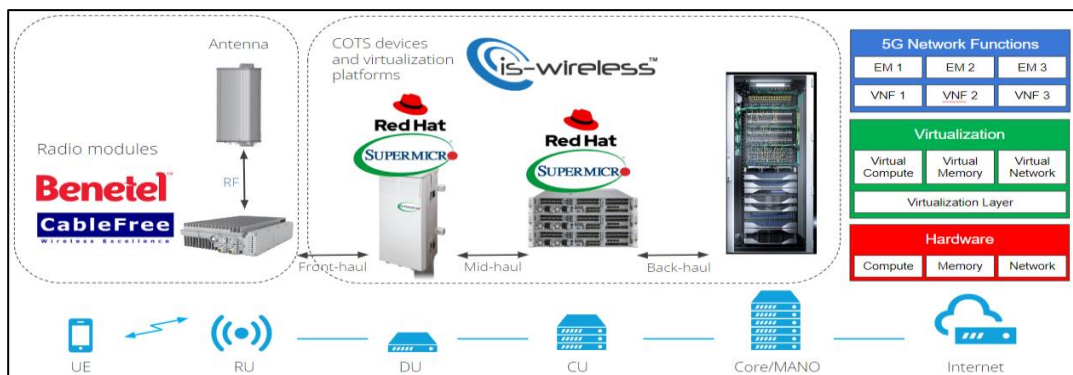 Antenna
RF
Radio modules
Benetel™
CableFree
Wireless Excellence
COTS devices
and virtualization
platforms
is-wireless™
Red Hat
SUPERMICRO
Red Hat
SUPERMICRO
Front-haul
Mid-haul
Back-haul
5G Network Functions
EM 1
EM 2
EM 3
VNF 1
VNF 2
VNF 3
Virtualization
Virtual
Compute
Virtual
Memory
Virtual
Network
Virtualization Layer
Hardware
Compute
Memory
Network
UE
RU
DU
CU
Core/MANO
Internet